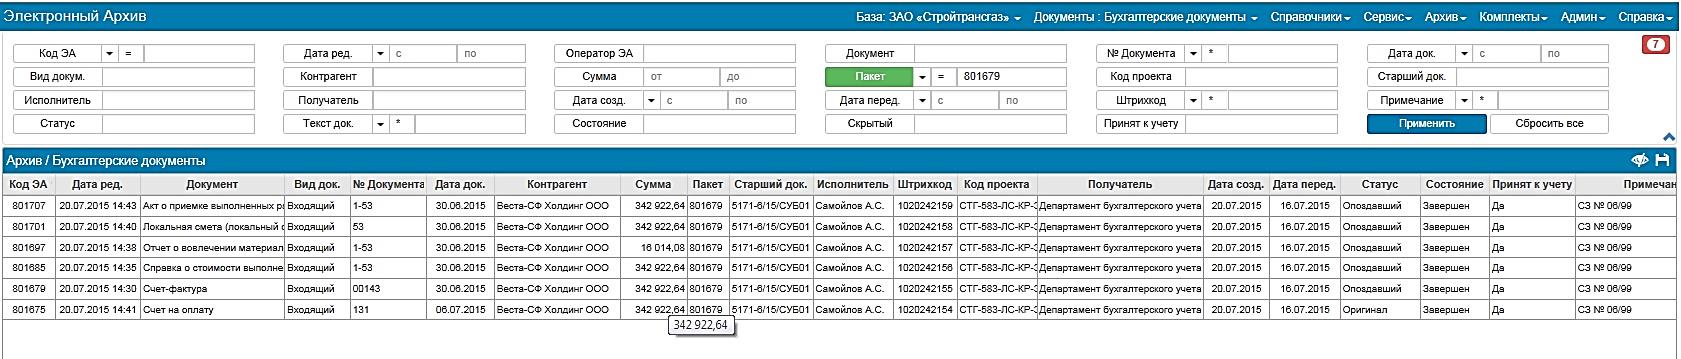 Электронный Архив База: ЗАО «Стройтрансгаз» Документы : Бухгалтерские документы Справочники Сервис Архив Комплекты Админ Справка
Код ЭА = Дата ред. с по Оператор ЭА Документ № Документа * Дата док. с по 7
Вид докум. Контрагент Сумма от до Пакет = 801679 Код проекта Старший док.
Исполнитель Получатель Дата созд. с по Дата перед. с по Штрихкод * Примечание *
Статус Текст док. * Состояние Скрытый Принят к учету Применить Сбросить все
Архив / Бухгалтерские документы
Код ЭА Дата ред. Документ Вид док. № Документа Дата док. Контрагент Сумма Пакет Старший док. Исполнитель Штрихкод Код проекта Получатель Дата созд. Дата перед. Статус Состояние Принят к учету Примечан
801707 20.07.2015 14:43 Акт о приемке выполненных ра Входящий 1-53 30.06.2015 Веста-СФ Холдинг ООО 342 922,64 801679 5171-6/15/СУБ01 Самойлов А.С. 1020242159 СТГ-583-ЛС-КР-3 Департамент бухгалтерского учета 20.07.2015 16.07.2015 Опоздавший Завершен Да СЗ № 06/99
801701 20.07.2015 14:40 Локальная смета (локальный с Входящий 53 30.06.2015 Веста-СФ Холдинг ООО 342 922,64 801679 5171-6/15/СУБ01 Самойлов А.С. 1020242158 СТГ-583-ЛС-КР-3 Департамент бухгалтерского учета 20.07.2015 16.07.2015 Опоздавший Завершен Да СЗ № 06/99
801697 20.07.2015 14:38 Отчет о вовлечении материал Входящий 1-53 30.06.2015 Веста-СФ Холдинг ООО 16 014,08 801679 5171-6/15/СУБ01 Самойлов А.С. 1020242157 СТГ-583-ЛС-КР-3 Департамент бухгалтерского учета 20.07.2015 16.07.2015 Опоздавший Завершен Да СЗ № 06/99
801685 20.07.2015 14:35 Справка о стоимости выполне Входящий 1-53 30.06.2015 Веста-СФ Холдинг ООО 342 922,64 801679 5171-6/15/СУБ01 Самойлов А.С. 1020242156 СТГ-583-ЛС-КР-3 Департамент бухгалтерского учета 20.07.2015 16.07.2015 Опоздавший Завершен Да СЗ № 06/99
801679 20.07.2015 14:30 Счет-фактура Входящий 00143 30.06.2015 Веста-СФ Холдинг ООО 342 922,64 801679 5171-6/15/СУБ01 Самойлов А.С. 1020242155 СТГ-583-ЛС-КР-3 Департамент бухгалтерского учета 20.07.2015 16.07.2015 Опоздавший Завершен Да СЗ № 06/99
801675 20.07.2015 14:41 Счет на оплату Входящий 131 06.07.2015 Веста-СФ Холдинг ООО 342 922,64 801679 5171-6/15/СУБ01 Самойлов А.С. 1020242154 СТГ-583-ЛС-КР-3 Департамент бухгалтерского учета 20.07.2015 16.07.2015 Оригинал Завершен Да СЗ № 06/99
342 922,64